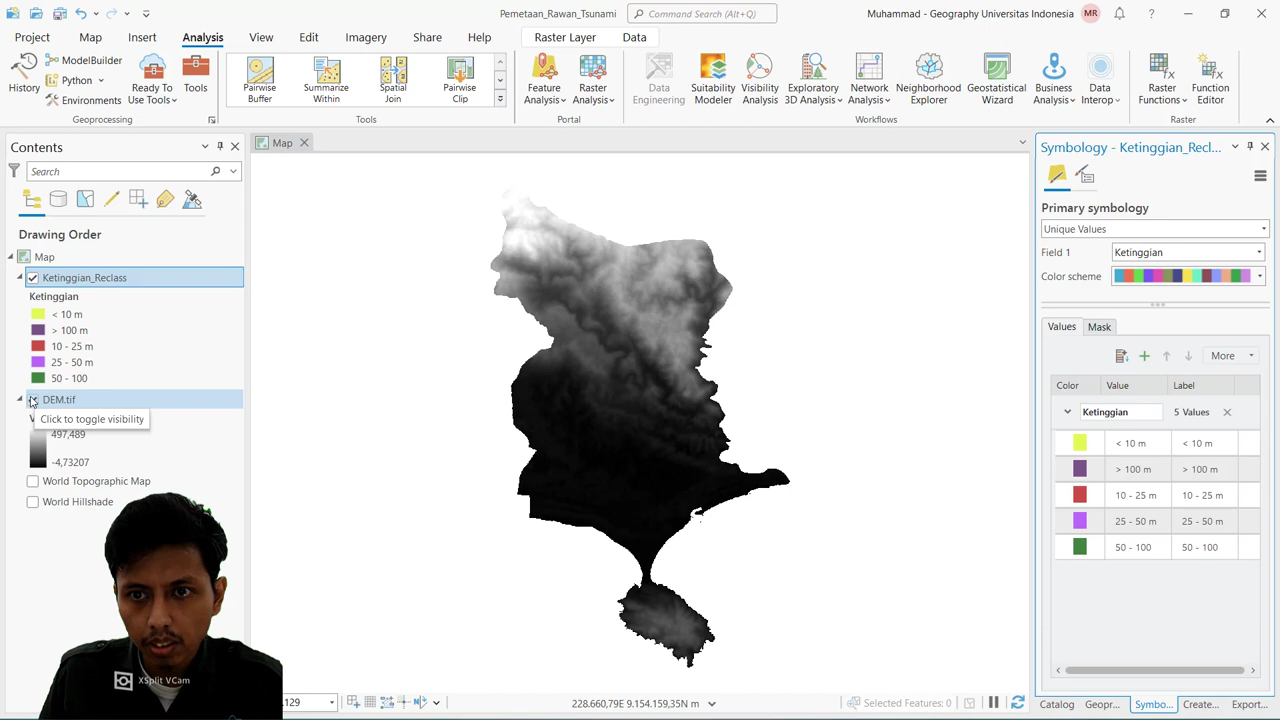 Pemetaan_Rawan_Tsunami
Command Search (Alt+Q)
Muhammad - Geography Universitas Indonesia
MR
?
Project
Map
Insert
Analysis
View
Edit
Imagery
Share
Help
Raster Layer
Data
History
ModelBuilder
Python
Environments
Ready To
Use Tools
Tools
Geoprocessing
Pairwise
Buffer
Summarize
Within
Spatial
Join
Pairwise
Clip
Tools
Feature
Analysis
Raster
Analysis
Portal
Data
Engineering
Suitability
Modeler
Visibility
Analysis
Exploratory
3D Analysis
Network
Analysis
Neighborhood
Explorer
Geostatistical
Wizard
Business
Analysis
Data
Interop
Workflows
Raster
Functions
Function
Editor
Raster
Contents
Search
Drawing Order
Map
Ketinggian_Reclass
Ketinggian
< 10 m
> 100 m
10 - 25 m
25 - 50 m
50 - 100
DEM.tif
Click to toggle visibility
497,489
-4,73207
World Topographic Map
World Hillshade
XSplit VCam
Map
.129
228.660,79E 9.154.159,35N m
Selected Features: 0
Symbology - Ketinggian_Recl...
Primary symbology
Unique Values
Field 1
Ketinggian
Color scheme
Values
Mask
More
Color
Value
Label
Ketinggian
5 Values
< 10 m
< 10 m
> 100 m
> 100 m
10 - 25 m
10 - 25 m
25 - 50 m
25 - 50 m
50 - 100
50 - 100
Catalog
Geopr...
Symbo...
Create...
Export...